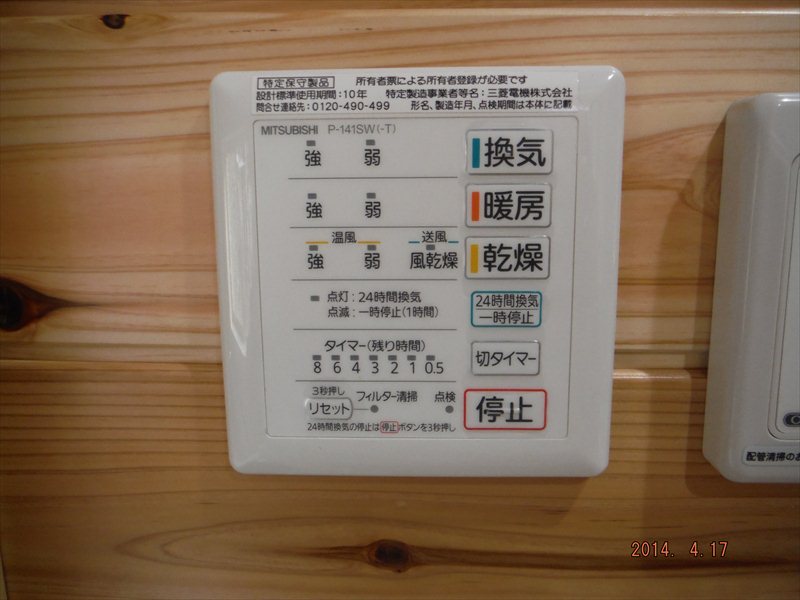 特定保守製品 所有者票による所有者登録が必要です
設計標準使用期間:10年 特定製造事業者等名:三菱電機株式会社
問合せ連絡先:0120-490-499 形名、製造年月、点検期間は本体に記載
MITSUBISHI P-141SW(-T)
強 弱 換気
強 弱 暖房
温風 送風
強 弱 風乾燥 乾燥
点灯:24時間換気
点滅:一時停止(1時間)
24時間換気
一時停止
タイマー(残り時間)
8 6 4 3 2 1 0.5
切タイマー
3秒押し
リセット フィルター清掃 点検
停止
24時間換気の停止は停止ボタンを3秒押し
配管清掃のお
2014. 4.17